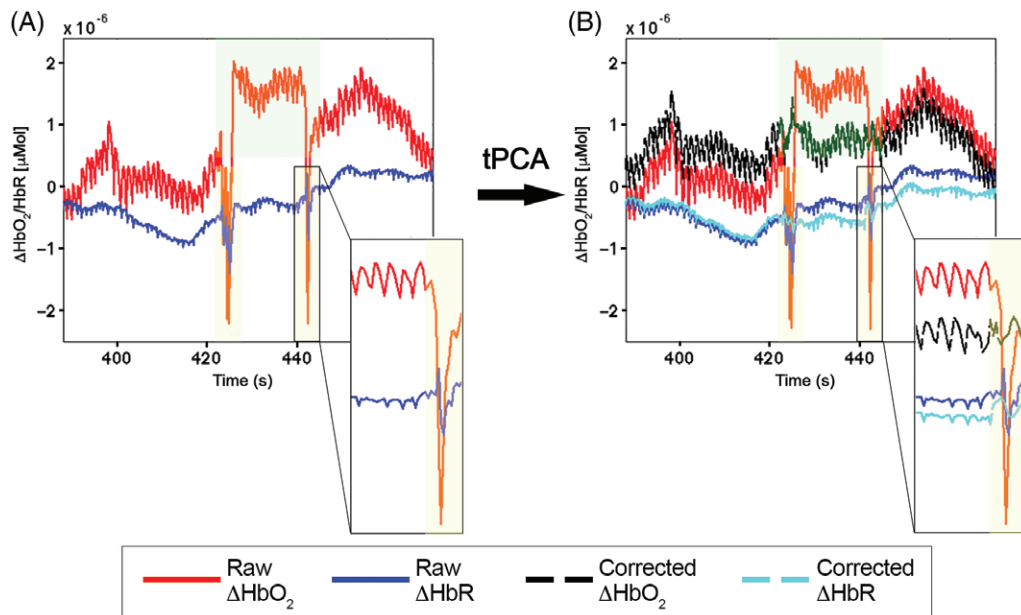 (A)
x 10⁻⁶
2
1
0
−1
−2
ΔHbO₂/HbR [µMol]
400
420
440
Time (s)
tPCA
(B)
x 10⁻⁶
2
1
0
−1
−2
ΔHbO₂/HbR [µMol]
400
420
440
Time (s)
Raw
ΔHbO₂
Raw
ΔHbR
Corrected
ΔHbO₂
Corrected
ΔHbR